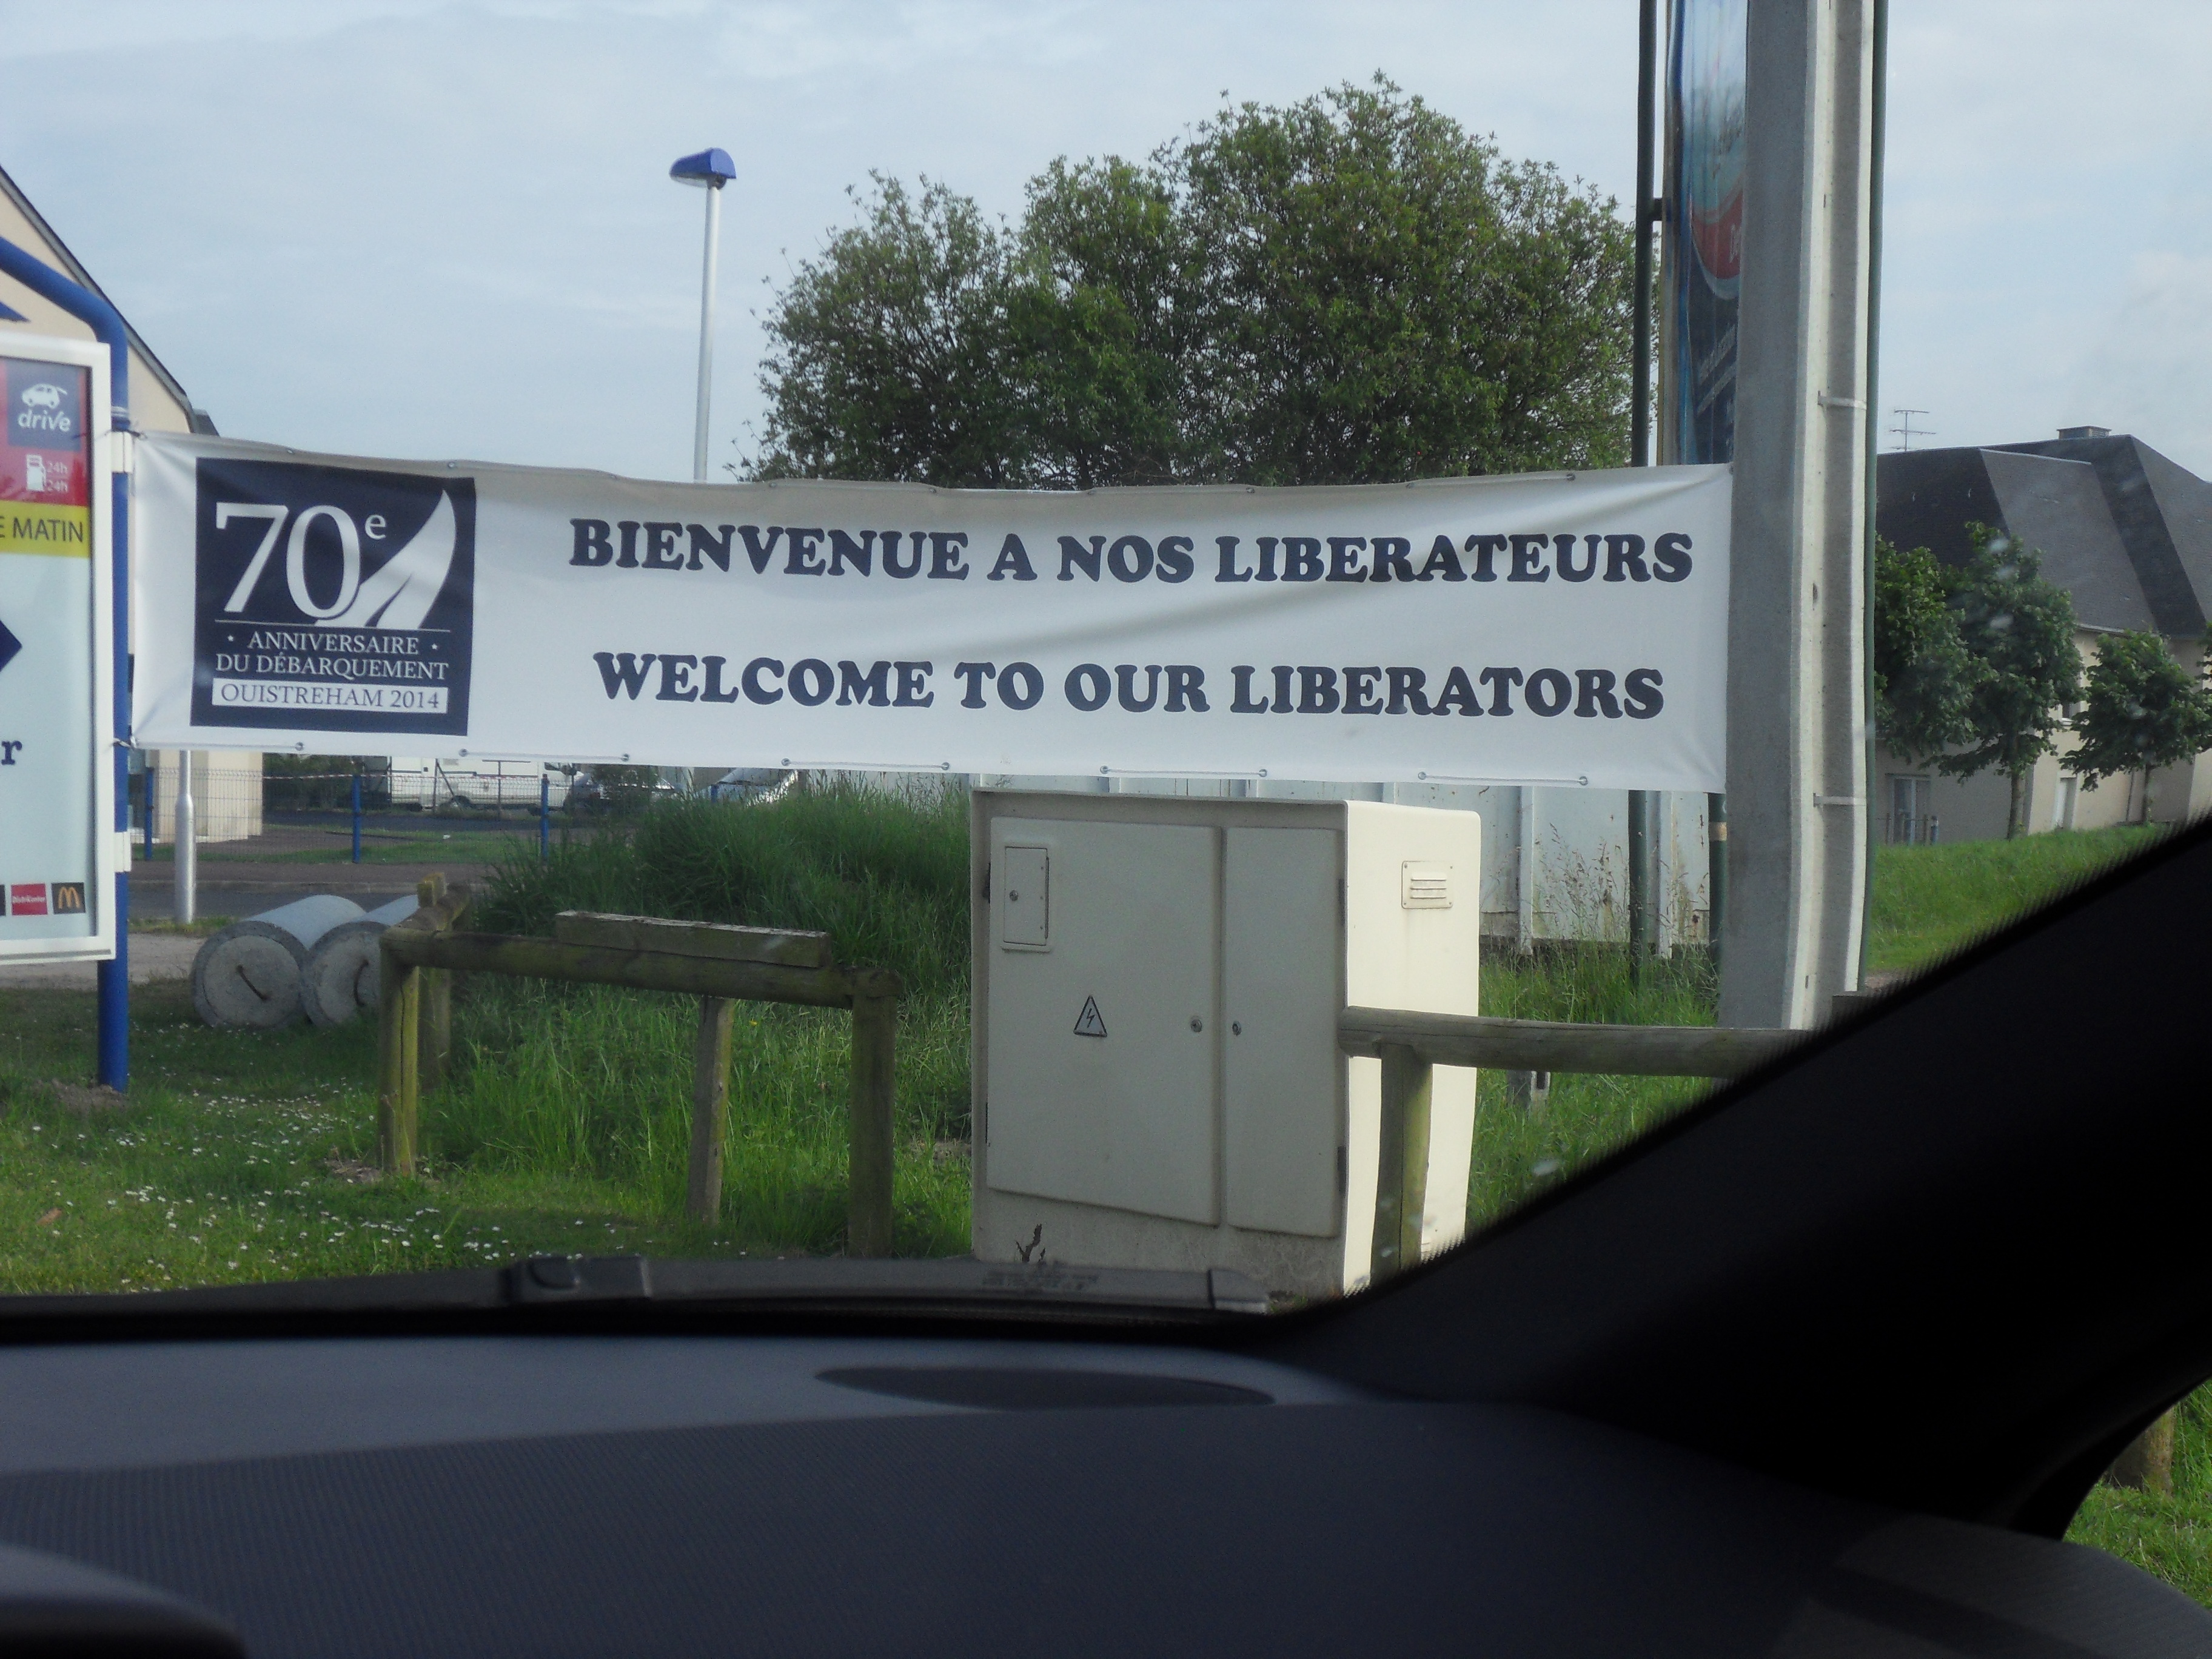 drive
24h
24h
E MATIN
r
70e
ANNIVERSAIRE
DU DÉBARQUEMENT
OUISTREHAM 2014
BIENVENUE A NOS LIBERATEURS
WELCOME TO OUR LIBERATORS